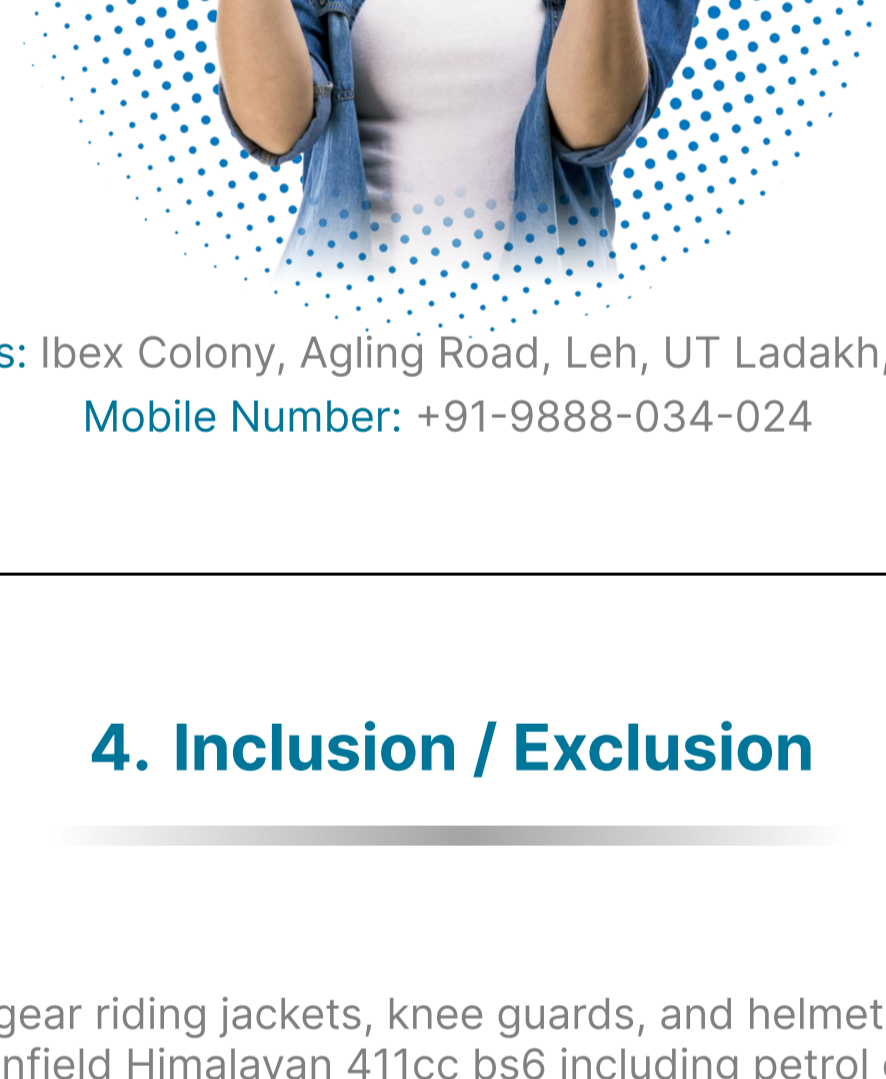 s: Ibex Colony, Agling Road, Leh, UT Ladakh,
Mobile Number: +91-9888-034-024
4. Inclusion / Exclusion
gear riding jackets, knee guards, and helmet
nfield Himalayan 411cc bs6 including petrol